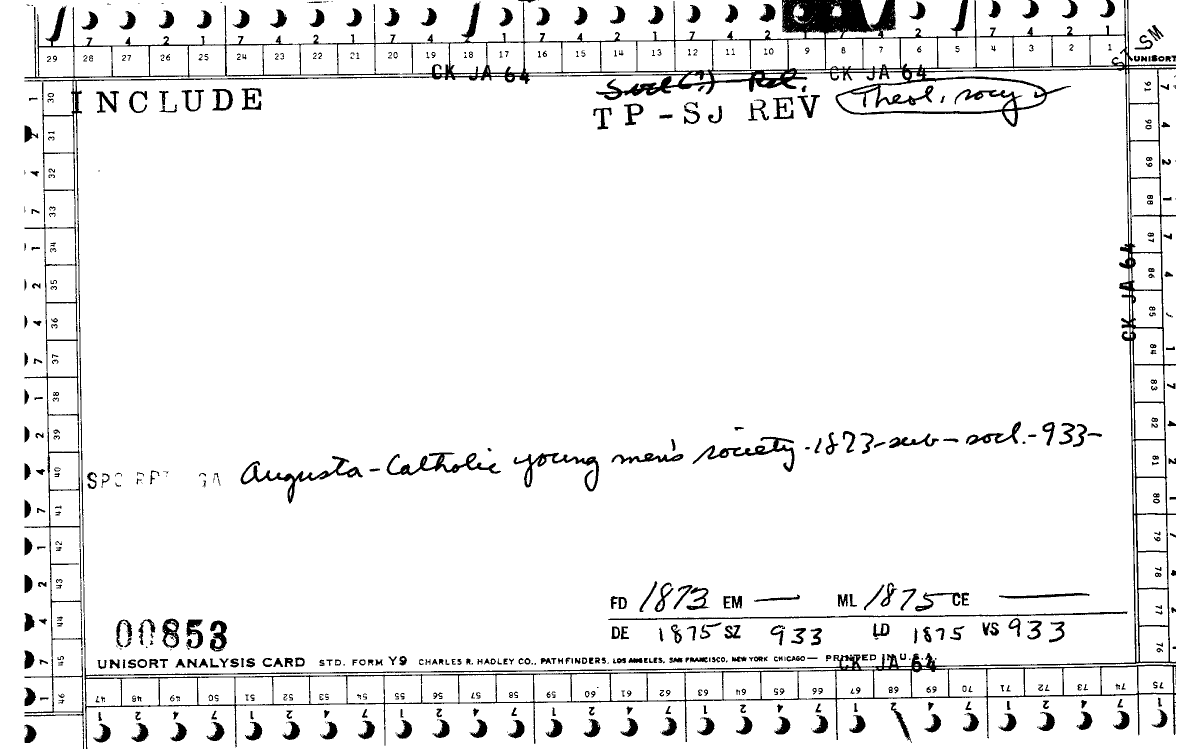 7 4 2 1 7 4 2 1 7 4 2 1 7 4 2 1 7 4 2 1 7 4 2 1
29 28 27 26 25 24 23 22 21 20 19 18 17 16 15 14 13 12 11 10 9 8 7 6 5 4 3 2 1
SM
UNISORT
CK JA 64 CK JA 64
INCLUDE
Socl(?) Rel.
TP-SJ REV Theol, socy
30 31 32 33 34 35 36 37 38 39 40 41 42 43 44 45 46
91 90 89 88 87 86 85 84 83 82 81 80 79 78 77 76
CK JA 64
SPC RPT GA Augusta-Catholic young men's society-1873-sub-socl.-933-
FD 1873 EM — ML 1875 CE —
DE 1875 SZ 933 LD 1875 VS 933
00853
UNISORT ANALYSIS CARD STD. FORM Y9 CHARLES R. HADLEY CO., PATHFINDERS, LOS ANGELES, SAN FRANCISCO, NEW YORK CHICAGO — PRINTED IN U.S.A.
CK JA 64
47 48 49 50 51 52 53 54 55 56 57 58 59 60 61 62 63 64 65 66 67 68 69 70 71 72 73 74 75
1 2 4 7 1 2 4 7 1 2 4 7 1 2 4 7 1 2 4 7 1 2 4 7 1 2 4 7 1